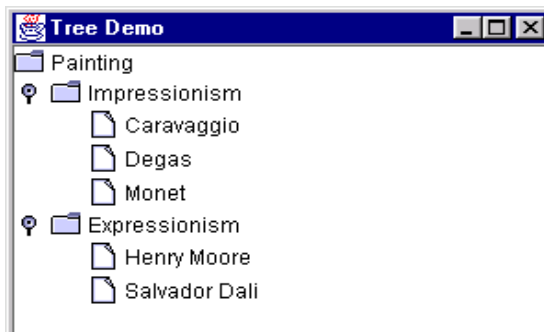 Tree Demo
Painting
Impressionism
Caravaggio
Degas
Monet
Expressionism
Henry Moore
Salvador Dali